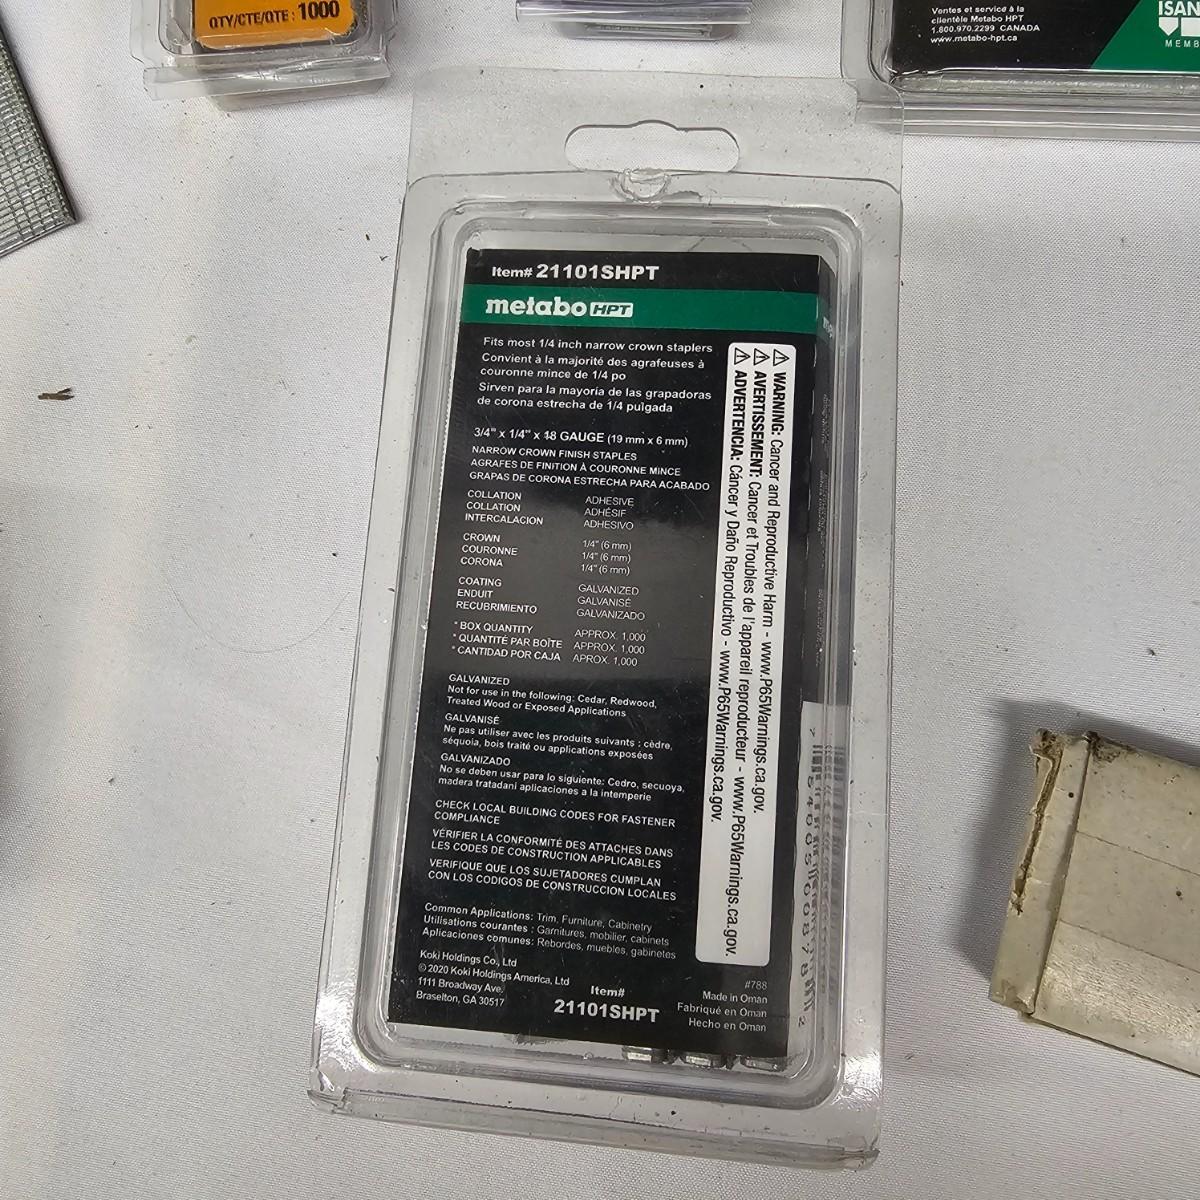 QTY/CTE/QTE : 1000
Ventes et service à la
clientèle Metabo HPT
1.800.970.2299 CANADA
www.metabo-hpt.ca
Item# 21101SHPT
metabo HPT
Fits most 1/4 inch narrow crown staplers
Convient à la majorité des agrafeuses à
couronne mince de 1/4 po
Sirven para la mayoría de las grapadoras
de corona estrecha de 1/4 pulgada
3/4" x 1/4" x 18 GAUGE (19 mm x 6 mm)
NARROW CROWN FINISH STAPLES
AGRAFES DE FINITION À COURONNE MINCE
GRAPAS DE CORONA ESTRECHA PARA ACABADO
COLLATION ADHESIVE
COLLATION ADHÉSIF
INTERCALACION ADHESIVO
CROWN 1/4" (6 mm)
COURONNE 1/4" (6 mm)
CORONA 1/4" (6 mm)
COATING GALVANIZED
ENDUIT GALVANISÉ
RECUBRIMIENTO GALVANIZADO
* BOX QUANTITY APPROX. 1,000
* QUANTITÉ PAR BOÎTE APPROX. 1,000
* CANTIDAD POR CAJA APROX. 1,000
GALVANIZED
Not for use in the following: Cedar, Redwood,
Treated Wood or Exposed Applications
GALVANISÉ
Ne pas utiliser avec les produits suivants : cèdre,
séquoia, bois traité ou applications exposées
GALVANIZADO
No se deben usar para lo siguiente: Cedro, secuoya,
madera tratadani aplicaciones a la intemperie
CHECK LOCAL BUILDING CODES FOR FASTENER
COMPLIANCE
VÉRIFIER LA CONFORMITÉ DES ATTACHES DANS
LES CODES DE CONSTRUCTION APPLICABLES
VERIFIQUE QUE LOS SUJETADORES CUMPLAN
CON LOS CODIGOS DE CONSTRUCCION LOCALES
Common Applications: Trim, Furniture, Cabinetry
Utilisations courantes : Garnitures, mobilier, cabinets
Aplicaciones comunes: Rebordes, muebles, gabinetes
Koki Holdings Co., Ltd
© 2020 Koki Holdings America, Ltd
1111 Broadway Ave.
Braselton, GA 30517
Item#
21101SHPT
#788
Made in Oman
Fabriqué en Oman
Hecho en Oman
⚠ WARNING: Cancer and Reproductive Harm - www.P65Warnings.ca.gov.
⚠ AVERTISSEMENT: Cancer et Troubles de l'appareil reproducteur - www.P65Warnings.ca.gov.
⚠ ADVERTENCIA: Cáncer y Daño Reproductivo - www.P65Warnings.ca.gov.